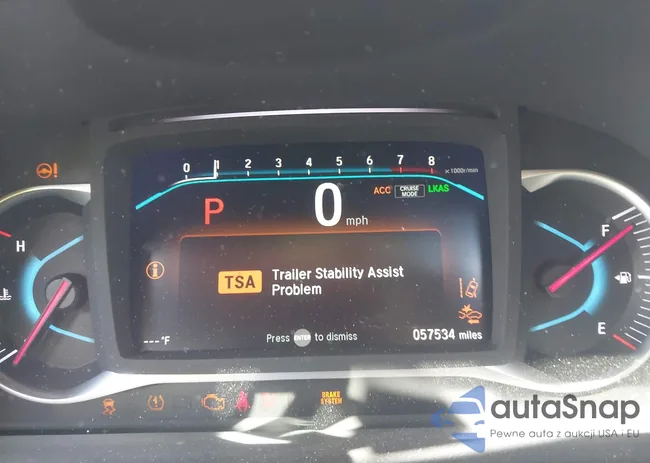 0 1 2 3 4 5 6 7 8 ×1000r/min
ACC CRUISE MODE LKAS
P 0 mph
H
F
TSA Trailer Stability Assist
Problem
E
---°F Press ENTER to dismiss 057534 miles
BRAKE
SYSTEM
autaSnap
Pewne auta z aukcji USA i EU